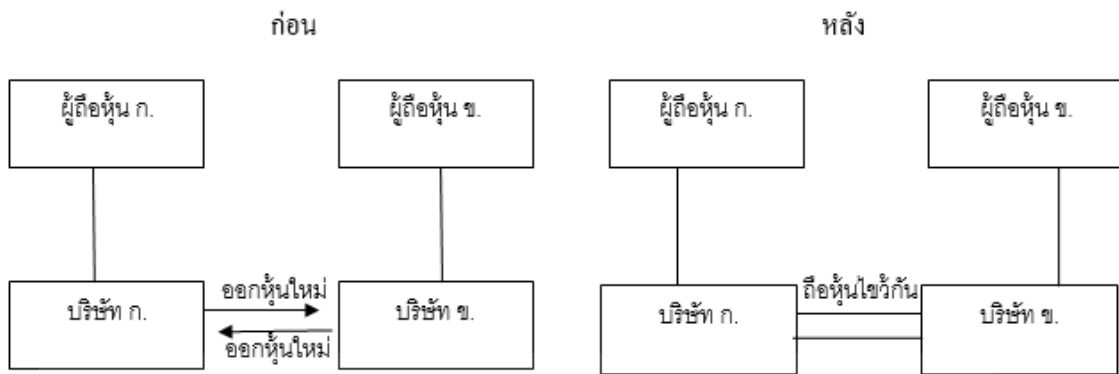 ก่อน
หลัง
ผู้ถือหุ้น ก.
ผู้ถือหุ้น ข.
ผู้ถือหุ้น ก.
ผู้ถือหุ้น ข.
บริษัท ก.
ออกหุ้นใหม่
ออกหุ้นใหม่
บริษัท ข.
บริษัท ก.
ถือหุ้นไขว้กัน
บริษัท ข.